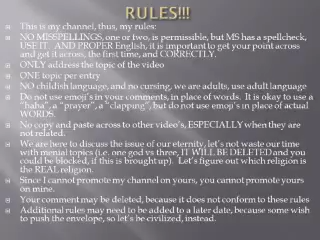 RULES!!!
This is my channel, thus, my rules:
NO MISSPELLINGS, one or two, is permissible, but MS has a spellcheck,
USE IT. AND PROPER English, it is important to get your point across
and get it across, the first time, and CORRECTLY.
ONLY address the topic of the video
ONE topic per entry
NO childish language, and no cursing, we are adults, use adult language
Do not use emoji's in your comments, in place of words. It is okay to use a
"haha", a "prayer", a "clapping", but do not use emoji's in place of actual
WORDS.
No copy and paste across to other video's, ESPECIALLY when they are
not related.
We are here to discuss the issue of our eternity, let's not waste our time
with menial topics (i.e. one god vs three, IT WILL BE DELETED and you
could be blocked, if this is brought up). Let's figure out which religion is
the REAL religion.
Since I cannot promote my channel on yours, you cannot promote yours
on mine.
Your comment may be deleted, because it does not conform to these rules
Additional rules may need to be added to a later date, because some wish
to push the envelope, so let's be civilized, instead.